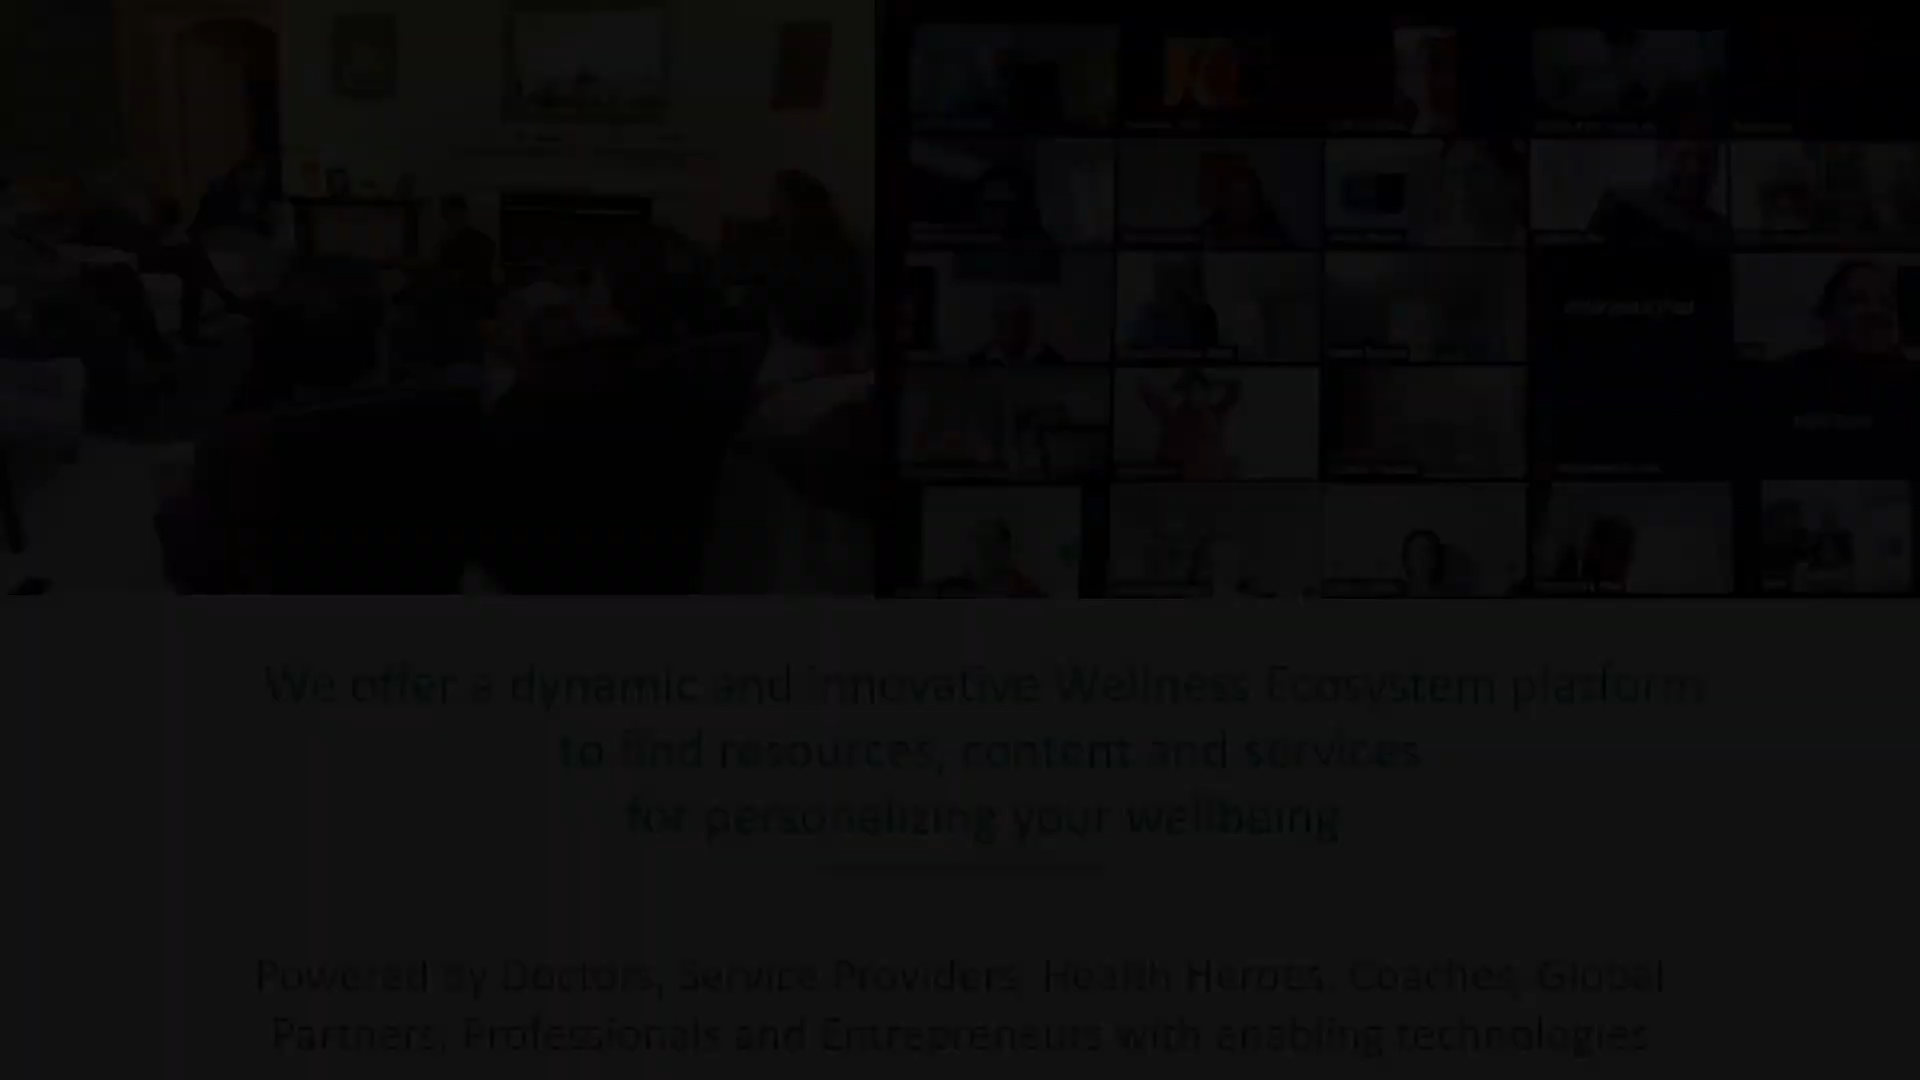 We offer a dynamic and innovative Wellness Ecosystem platform
to find resources, content and services
for personalizing your wellbeing
Powered by Doctors, Service Providers, Health Heroes, Coaches, Global
Partners, Professionals and Entrepreneurs with enabling technologies